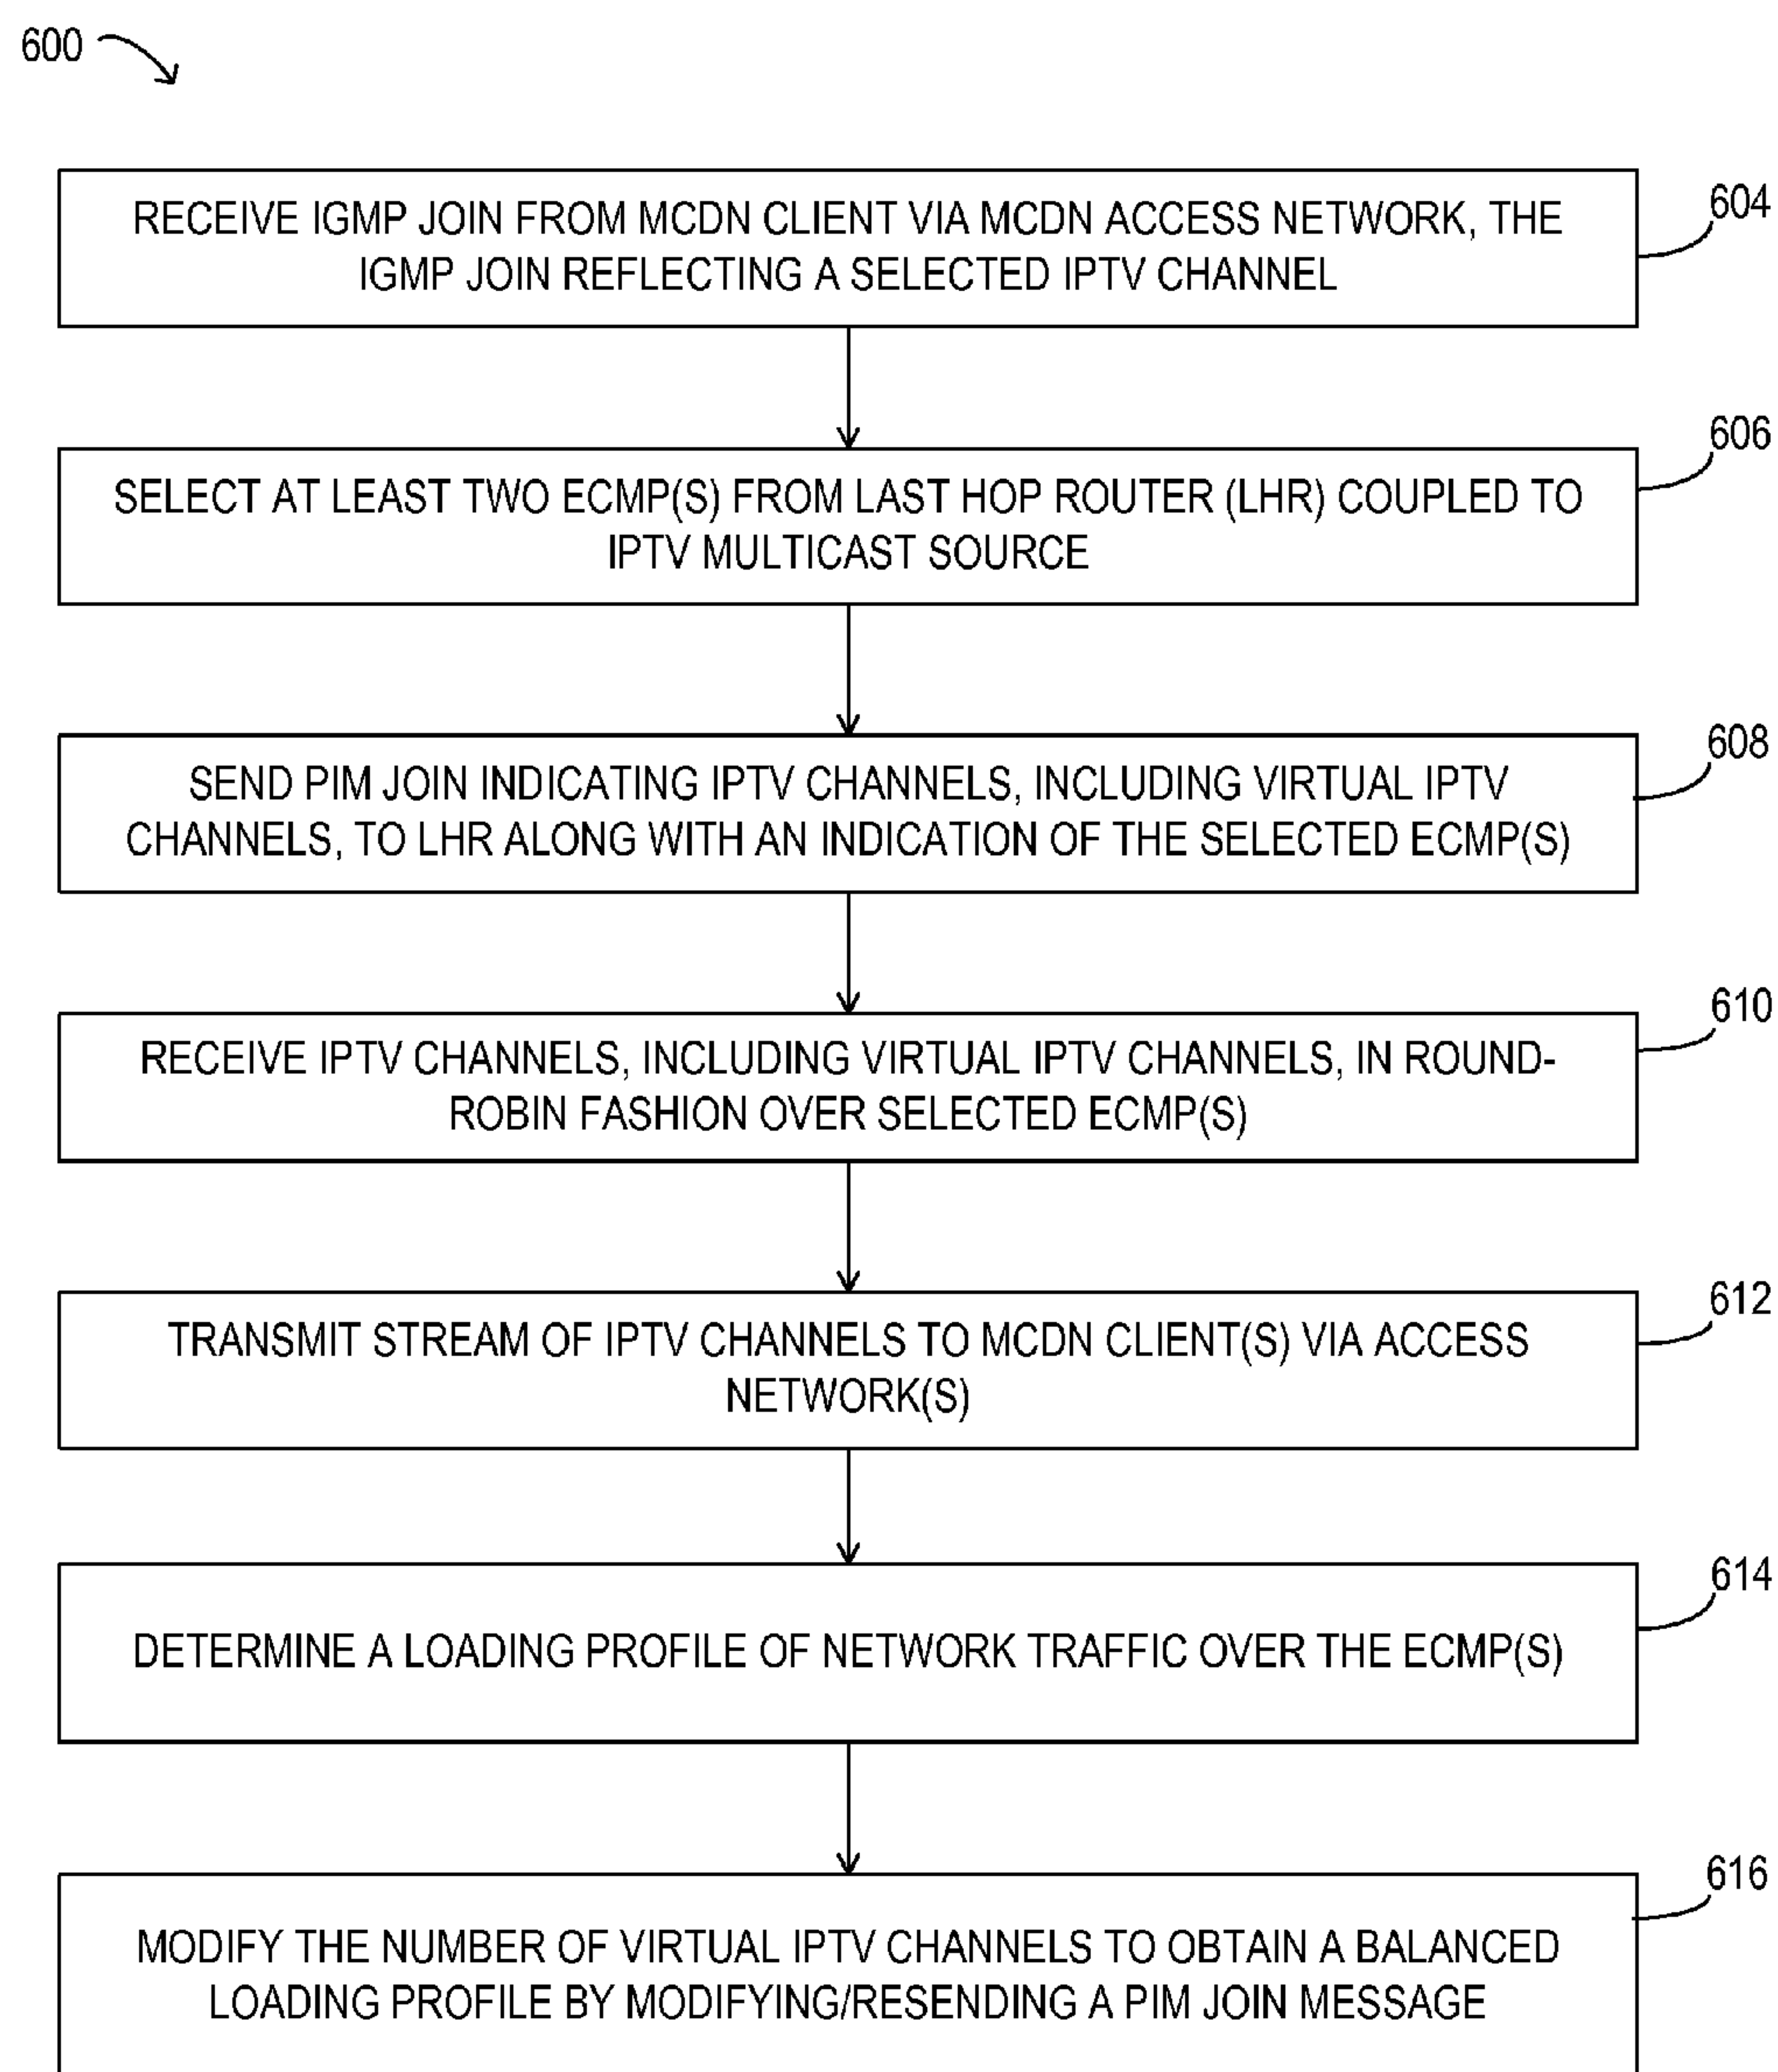 600
RECEIVE IGMP JOIN FROM MCDN CLIENT VIA MCDN ACCESS NETWORK, THE
IGMP JOIN REFLECTING A SELECTED IPTV CHANNEL
604
SELECT AT LEAST TWO ECMP(S) FROM LAST HOP ROUTER (LHR) COUPLED TO
IPTV MULTICAST SOURCE
606
SEND PIM JOIN INDICATING IPTV CHANNELS, INCLUDING VIRTUAL IPTV
CHANNELS, TO LHR ALONG WITH AN INDICATION OF THE SELECTED ECMP(S)
608
RECEIVE IPTV CHANNELS, INCLUDING VIRTUAL IPTV CHANNELS, IN ROUND-
ROBIN FASHION OVER SELECTED ECMP(S)
610
TRANSMIT STREAM OF IPTV CHANNELS TO MCDN CLIENT(S) VIA ACCESS
NETWORK(S)
612
DETERMINE A LOADING PROFILE OF NETWORK TRAFFIC OVER THE ECMP(S)
614
MODIFY THE NUMBER OF VIRTUAL IPTV CHANNELS TO OBTAIN A BALANCED
LOADING PROFILE BY MODIFYING/RESENDING A PIM JOIN MESSAGE
616